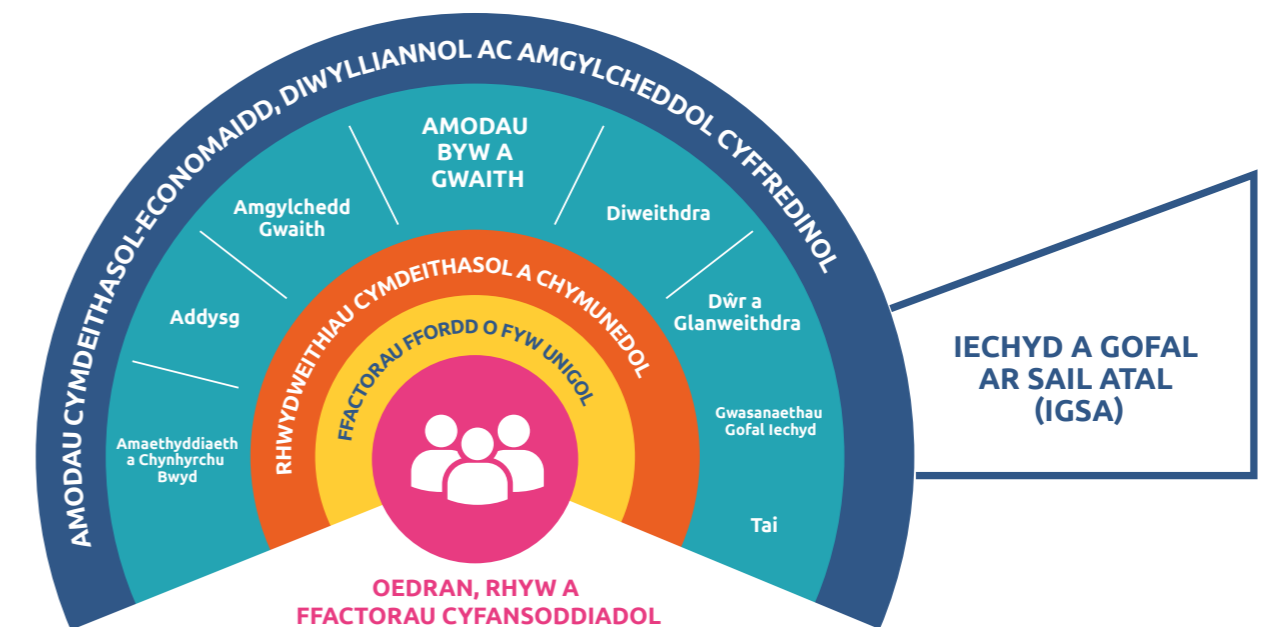 AMODAU CYMDEITHASOL-ECONOMAIDD, DIWYLLIANNOL AC AMGYLCHEDDOL CYFFREDINOL
AMODAU
BYW A
GWAITH
Amgylchedd
Gwaith
Diweithdra
Addysg
Dŵr a
Glanweithdra
Amaethyddiaeth
a Chynhyrchu
Bwyd
Gwasanaethau
Gofal Iechyd
Tai
RHWYDWEITHIAU CYMDEITHASOL A CHYMUNEDOL
FFACTORAU FFORDD O FYW UNIGOL
OEDRAN, RHYW A
FFACTORAU CYFANSODDIADOL
IECHYD A GOFAL
AR SAIL ATAL
(IGSA)